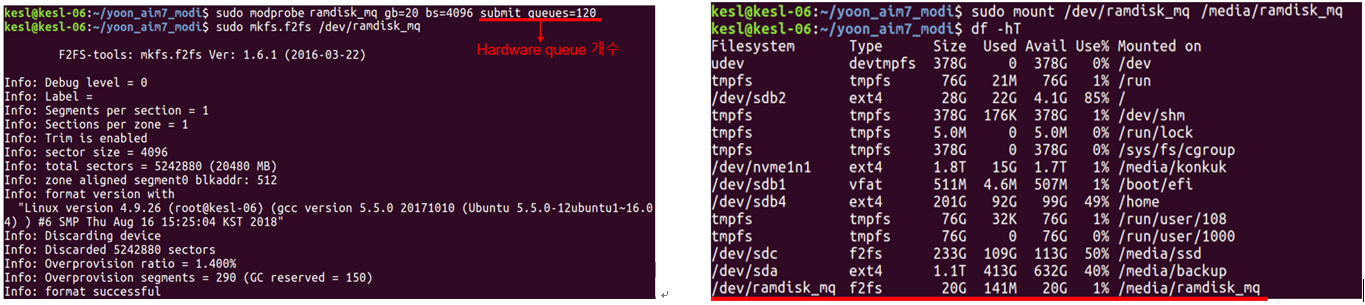 kesl@kesl-06:~/yoon_aim7_modi$ sudo modprobe ramdisk_mq gb=20 bs=4096 submit_queues=120
kesl@kesl-06:~/yoon_aim7_modi$ sudo mkfs.f2fs /dev/ramdisk_mq
Hardware queue 개수
F2FS-tools: mkfs.f2fs Ver: 1.6.1 (2016-03-22)
Info: Debug level = 0
Info: Label =
Info: Segments per section = 1
Info: Sections per zone = 1
Info: Trim is enabled
Info: sector size = 4096
Info: total sectors = 5242880 (20480 MB)
Info: zone aligned segment0 blkaddr: 512
Info: format version with
"Linux version 4.9.26 (root@kesl-06) (gcc version 5.5.0 20171010 (Ubuntu 5.5.0-12ubuntu1~16.0
4) ) #6 SMP Thu Aug 16 15:25:04 KST 2018"
Info: Discarding device
Info: Discarded 5242880 sectors
Info: Overprovision ratio = 1.400%
Info: Overprovision segments = 290 (GC reserved = 150)
Info: format successful
kesl@kesl-06:~/yoon_aim7_modi$ sudo mount /dev/ramdisk_mq /media/ramdisk_mq
kesl@kesl-06:~/yoon_aim7_modi$ df -hT
Filesystem Type Size Used Avail Use% Mounted on
udev devtmpfs 378G 0 378G 0% /dev
tmpfs tmpfs 76G 21M 76G 1% /run
/dev/sdb2 ext4 28G 22G 4.1G 85% /
tmpfs tmpfs 378G 176K 378G 1% /dev/shm
tmpfs tmpfs 5.0M 0 5.0M 0% /run/lock
tmpfs tmpfs 378G 0 378G 0% /sys/fs/cgroup
/dev/nvme1n1 ext4 1.8T 15G 1.7T 1% /media/konkuk
/dev/sdb1 vfat 511M 4.6M 507M 1% /boot/efi
/dev/sdb4 ext4 201G 92G 99G 49% /home
tmpfs tmpfs 76G 32K 76G 1% /run/user/108
tmpfs tmpfs 76G 0 76G 0% /run/user/1000
/dev/sdc f2fs 233G 109G 113G 50% /media/ssd
/dev/sda ext4 1.1T 413G 632G 40% /media/backup
/dev/ramdisk_mq f2fs 20G 141M 20G 1% /media/ramdisk_mq